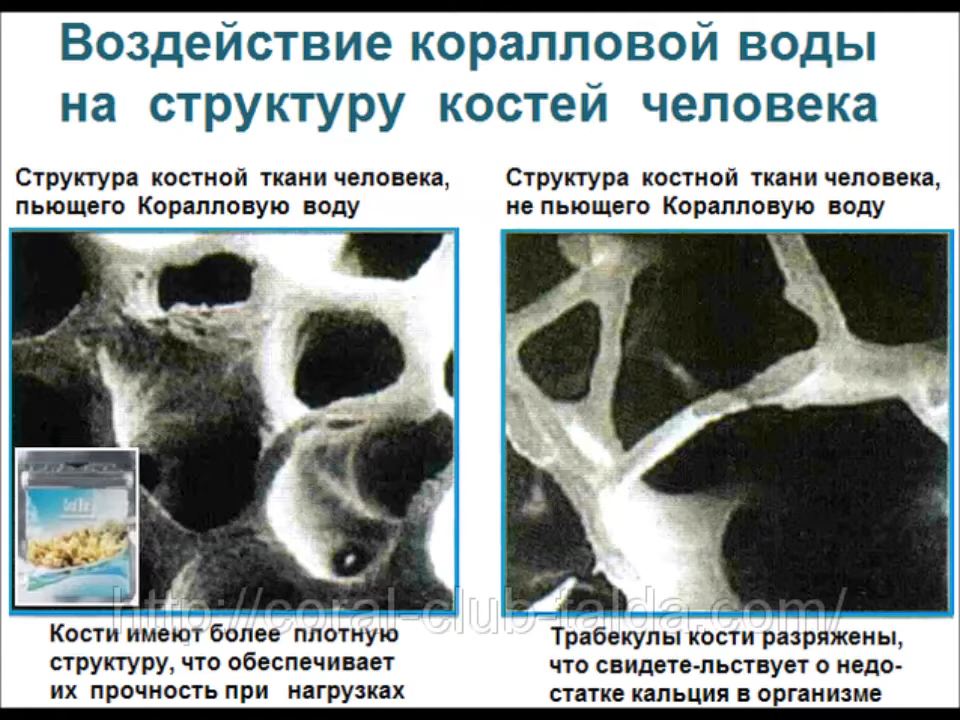 Воздействие коралловой воды
на структуру костей человека
Структура костной ткани человека,
пьющего Коралловую воду
Структура костной ткани человека,
не пьющего Коралловую воду
http://coral-club-talda.com/
Кости имеют более плотную
структуру, что обеспечивает
их прочность при нагрузках
Трабекулы кости разряжены,
что свидете-льствует о недо-
статке кальция в организме